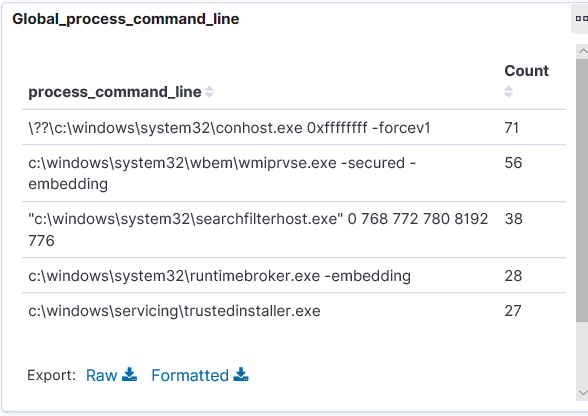 Global_process_command_line
Count
process_command_line
\??\c:\windows\system32\conhost.exe 0xffffffff -forcev1 71
c:\windows\system32\wbem\wmiprvse.exe -secured - 56
embedding
"c:\windows\system32\searchfilterhost.exe" 0 768 772 780 8192 38
776
c:\windows\system32\runtimebroker.exe -embedding 28
c:\windows\servicing\trustedinstaller.exe 27
Export: Raw Formatted